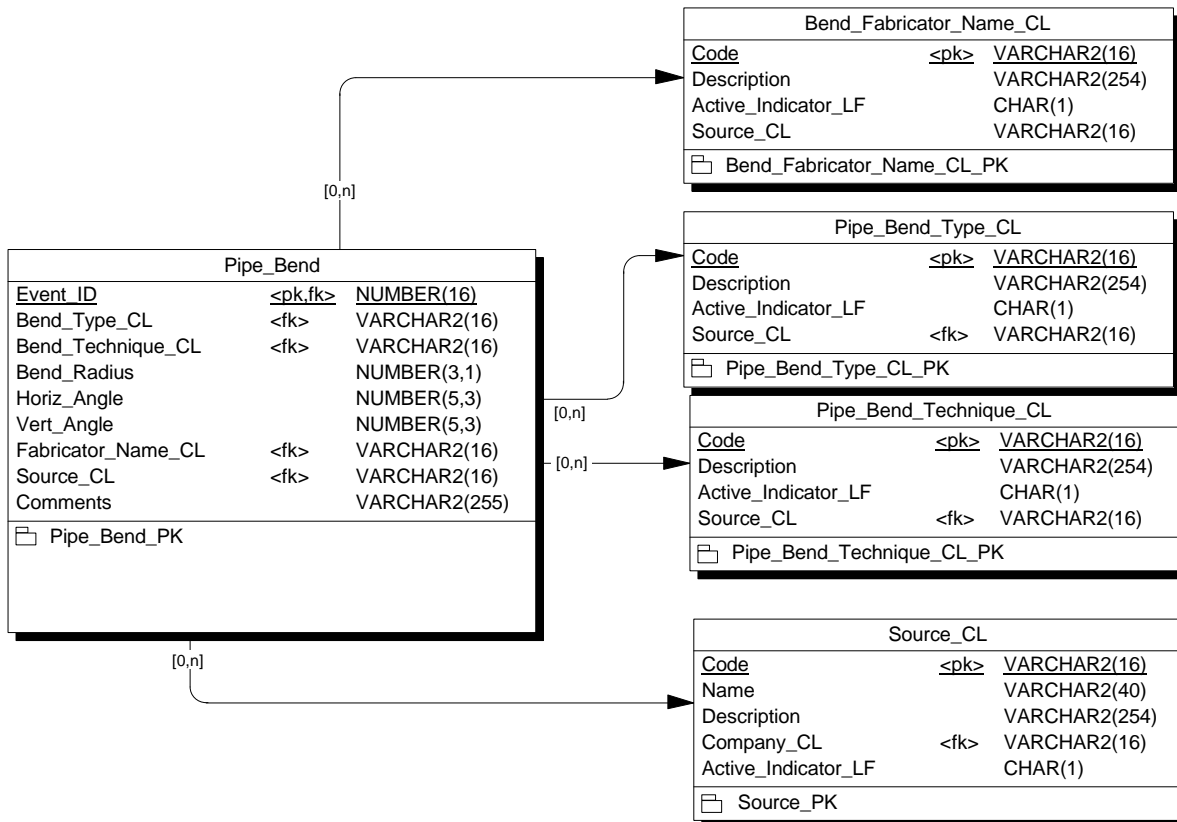 Bend_Fabricator_Name_CL
Code <pk> VARCHAR2(16)
Description VARCHAR2(254)
Active_Indicator_LF CHAR(1)
Source_CL VARCHAR2(16)
Bend_Fabricator_Name_CL_PK
[0,n]
Pipe_Bend_Type_CL
Code <pk> VARCHAR2(16)
Description VARCHAR2(254)
Active_Indicator_LF CHAR(1)
Source_CL <fk> VARCHAR2(16)
Pipe_Bend_Type_CL_PK
Pipe_Bend
Event_ID <pk,fk> NUMBER(16)
Bend_Type_CL <fk> VARCHAR2(16)
Bend_Technique_CL <fk> VARCHAR2(16)
Bend_Radius NUMBER(3,1)
Horiz_Angle NUMBER(5,3)
Vert_Angle NUMBER(5,3)
Fabricator_Name_CL <fk> VARCHAR2(16)
Source_CL <fk> VARCHAR2(16)
Comments VARCHAR2(255)
Pipe_Bend_PK
[0,n]
[0,n]
Pipe_Bend_Technique_CL
Code <pk> VARCHAR2(16)
Description VARCHAR2(254)
Active_Indicator_LF CHAR(1)
Source_CL <fk> VARCHAR2(16)
Pipe_Bend_Technique_CL_PK
[0,n]
Source_CL
Code <pk> VARCHAR2(16)
Name VARCHAR2(40)
Description VARCHAR2(254)
Company_CL <fk> VARCHAR2(16)
Active_Indicator_LF CHAR(1)
Source_PK